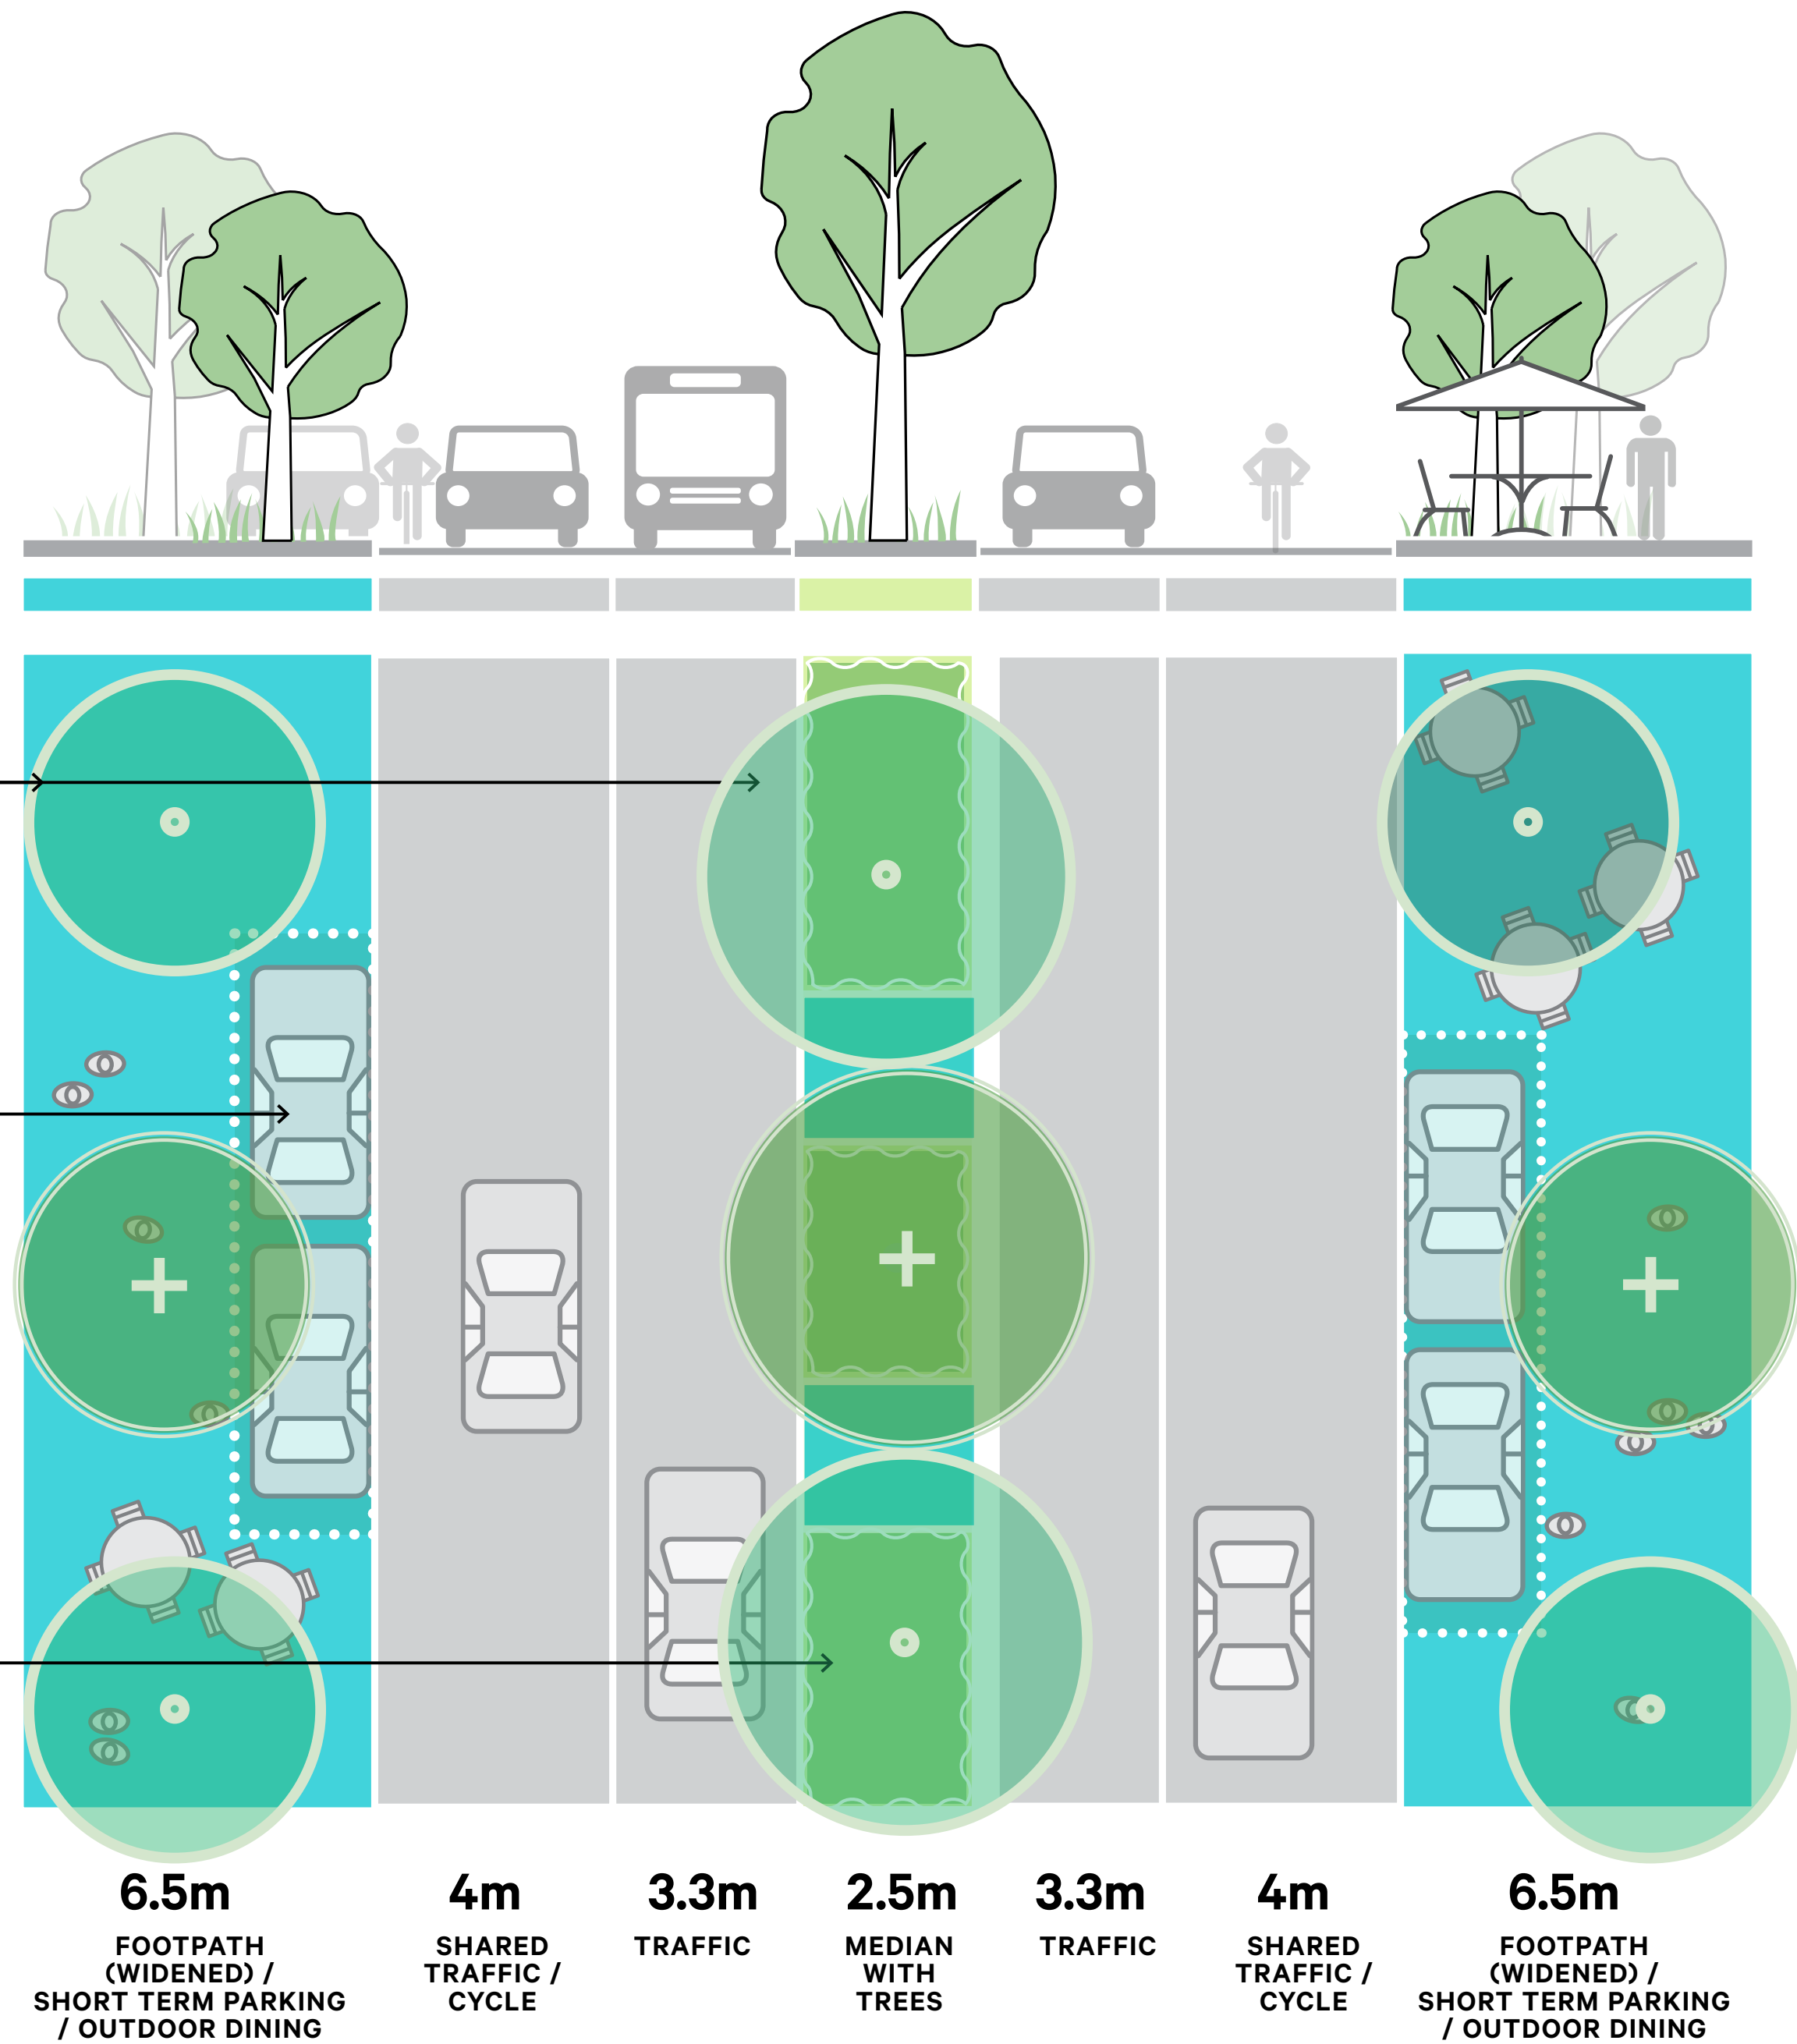 6.5m
FOOTPATH
(WIDENED) /
SHORT TERM PARKING
/ OUTDOOR DINING
4m
SHARED
TRAFFIC /
CYCLE
3.3m
TRAFFIC
2.5m
MEDIAN
WITH
TREES
3.3m
TRAFFIC
4m
SHARED
TRAFFIC /
CYCLE
6.5m
FOOTPATH
(WIDENED) /
SHORT TERM PARKING
/ OUTDOOR DINING